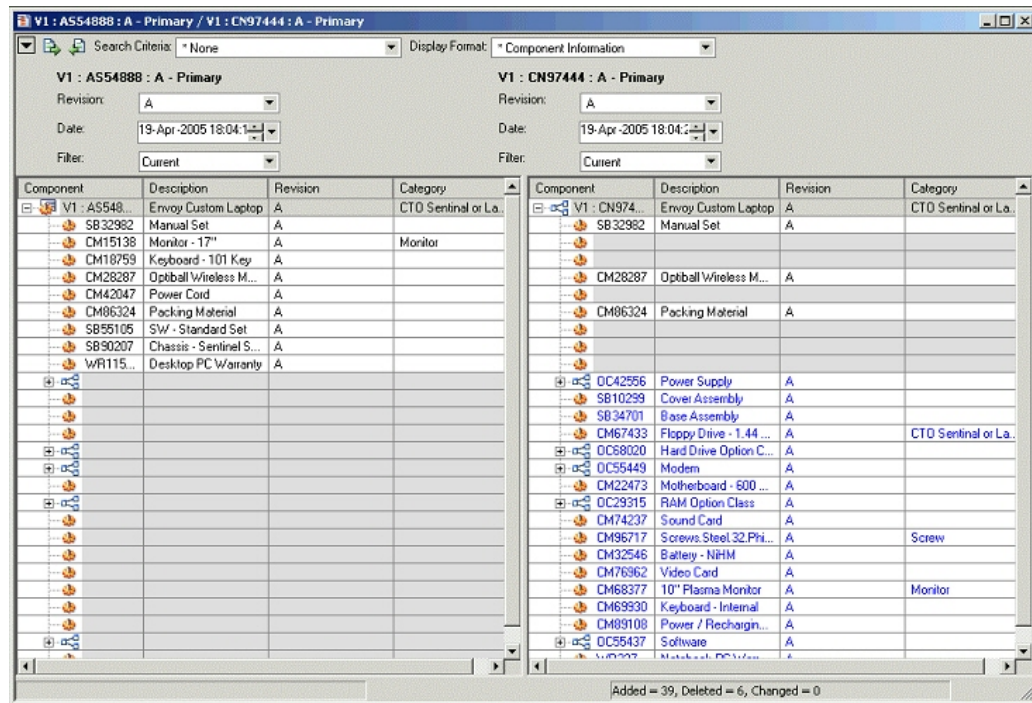 V1 : AS54888 : A - Primary / V1 : CN97444 : A - Primary
Search Criteria: * None Display Format: * Component Information
V1 : AS54888 : A - Primary
Revision: A
Date: 19-Apr-2005 18:04:1
Filter: Current
V1 : CN97444 : A - Primary
Revision: A
Date: 19-Apr-2005 18:04:2
Filter: Current
Component Description Revision Category
V1 : AS548... Envoy Custom Laptop A CTO Sentinal or La...
SB32982 Manual Set A
CM15138 Monitor - 17" A Monitor
CM18759 Keyboard - 101 Key A
CM28287 Optiball Wireless M... A
CM42047 Power Cord A
CM86324 Packing Material A
SB55105 SW - Standard Set A
SB90207 Chassis - Sentinel S... A
WR115... Desktop PC Warranty A
Component Description Revision Category
V1 : CN974... Envoy Custom Laptop A CTO Sentinal or La...
SB32982 Manual Set A
CM28287 Optiball Wireless M... A
CM86324 Packing Material A
OC42556 Power Supply A
SB10299 Cover Assembly A
SB34701 Base Assembly A
CM67433 Floppy Drive - 1.44 ... A CTO Sentinal or La...
OC68020 Hard Drive Option C... A
OC55449 Modem A
CM22473 Motherboard - 600 ... A
OC29315 RAM Option Class A
CM74237 Sound Card A
CM96717 Screws.Steel.32.Phi... A Screw
CM32546 Battery - NiHM A
CM76962 Video Card A
CM68377 10" Plasma Monitor A Monitor
CM69930 Keyboard - Internal A
CM89108 Power / Rechargin... A
OC55437 Software A
Added = 39, Deleted = 6, Changed = 0